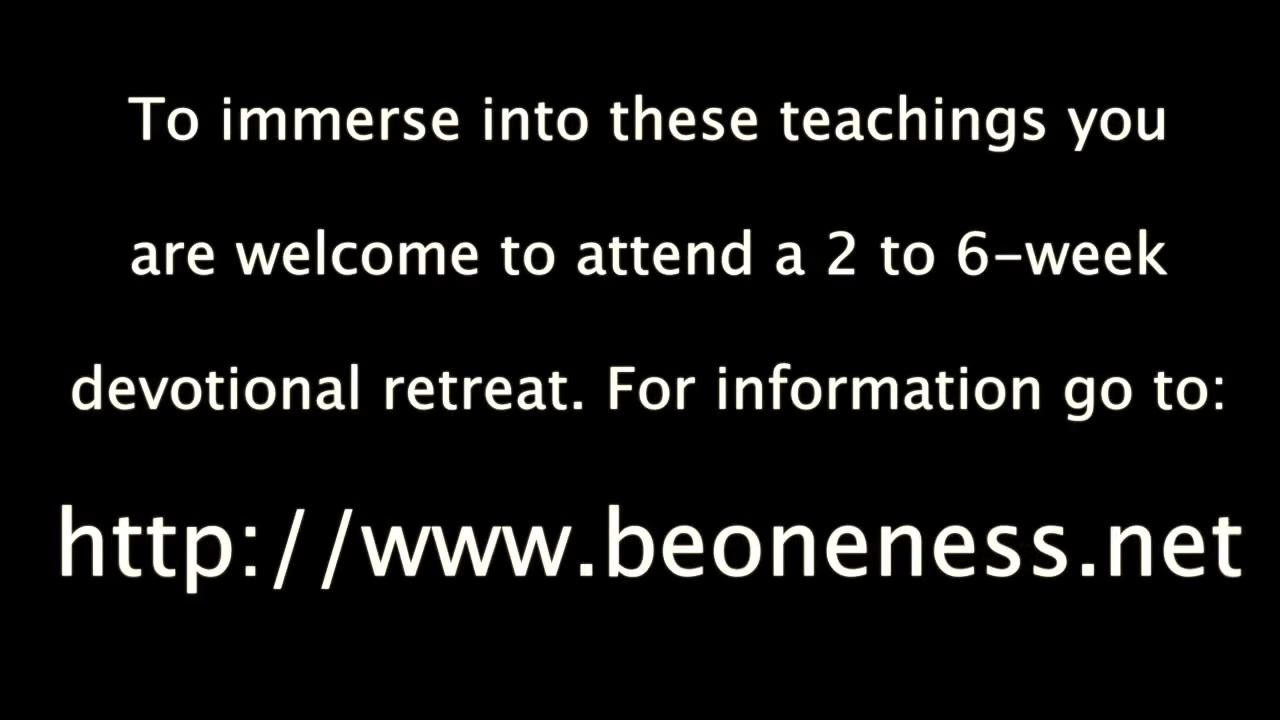 To immerse into these teachings you
are welcome to attend a 2 to 6-week
devotional retreat. For information go to:
http://www.beoneness.net